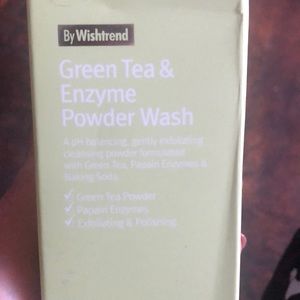 By Wishtrend
Green Tea &
Enzyme
Powder Wash
A pH balancing, gently exfoliating
cleansing powder formulated
with Green Tea, Papain Enzymes &
Baking Soda.
✓ Green Tea Powder
✓ Papain Enzymes
✓ Exfoliating & Polishing